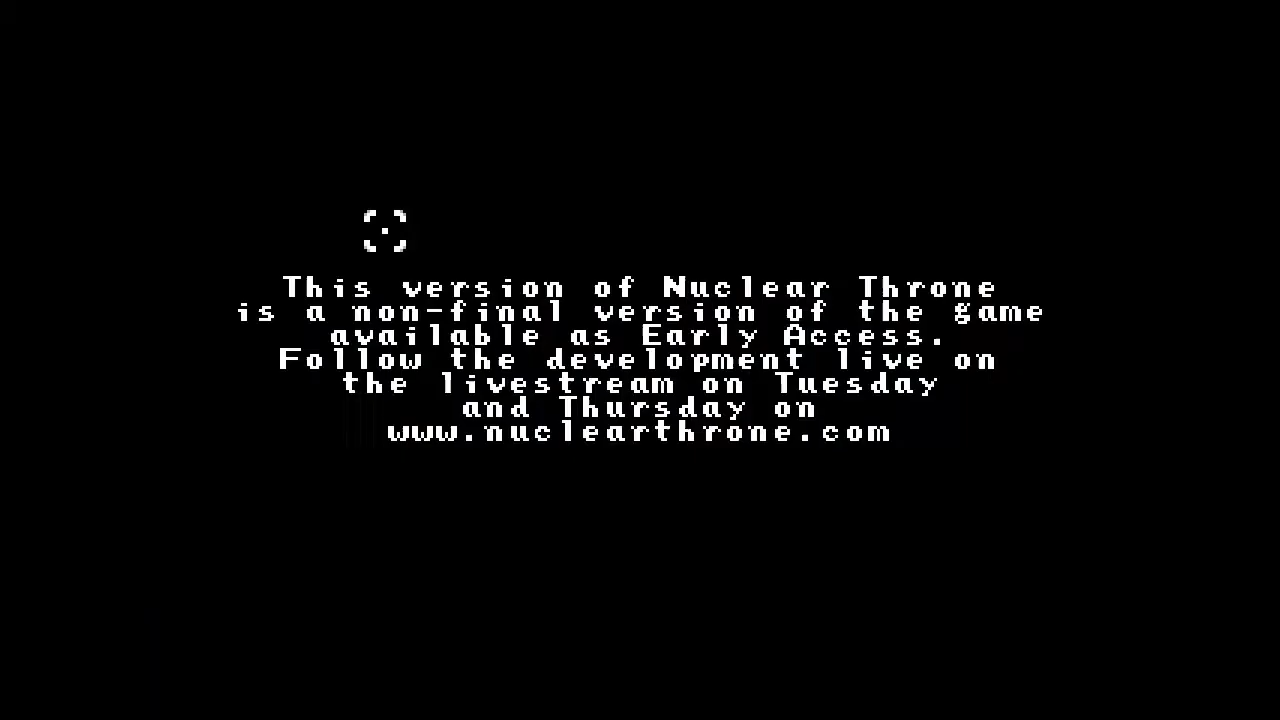 This version of Nuclear Throne
is a non-final version of the game
available as Early Access.
Follow the development live on
the livestream on Tuesday
and Thursday on
www.nuclearthrone.com